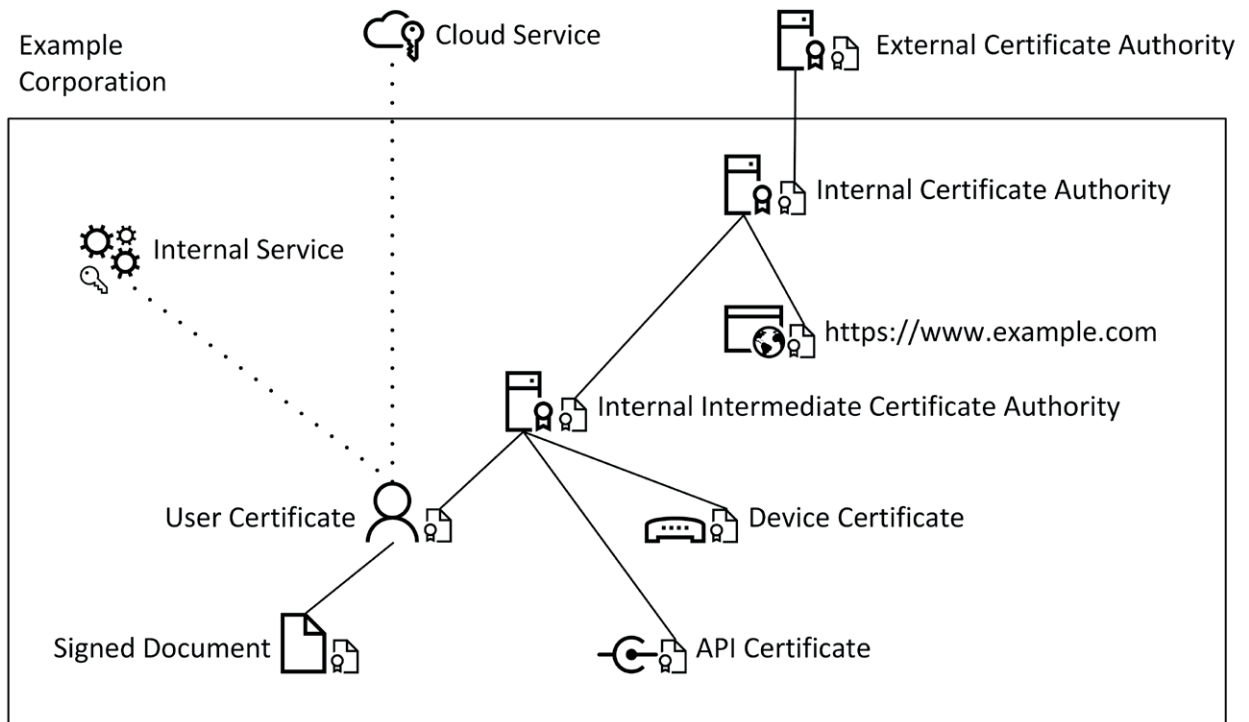 Example
Corporation
Cloud Service
External Certificate Authority
Internal Certificate Authority
Internal Service
https://www.example.com
Internal Intermediate Certificate Authority
User Certificate
Device Certificate
Signed Document
API Certificate